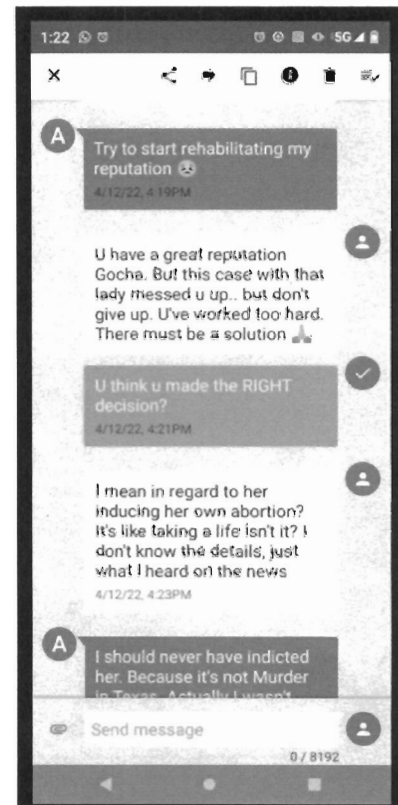 1:22
5G
A
Try to start rehabilitating my
reputation 😣
4/12/22, 4:19PM
U have a great reputation
Gocha. But this case with that
lady messed u up.. but don't
give up. U've worked too hard.
There must be a solution 🙏
U think u made the RIGHT
decision?
4/12/22, 4:21PM
I mean in regard to her
inducing her own abortion?
It's like taking a life isn't it? I
don't know the details, just
what I heard on the news
4/12/22, 4:23PM
A
I should never have indicted
her. Because it's not Murder
in Texas. Actually I wasn't
Send message
0 / 8192